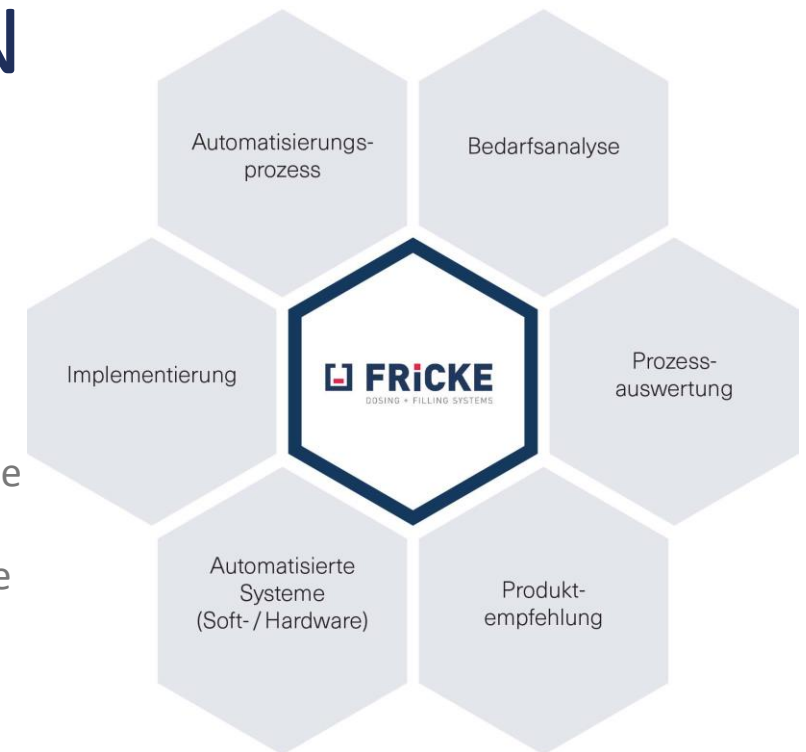 N
Automatisierungs-
prozess
Bedarfsanalyse
Implementierung
FRiCKE
DOSING + FILLING SYSTEMS
Prozess-
auswertung
e
e
Automatisierte
Systeme
(Soft- / Hardware)
Produkt-
empfehlung